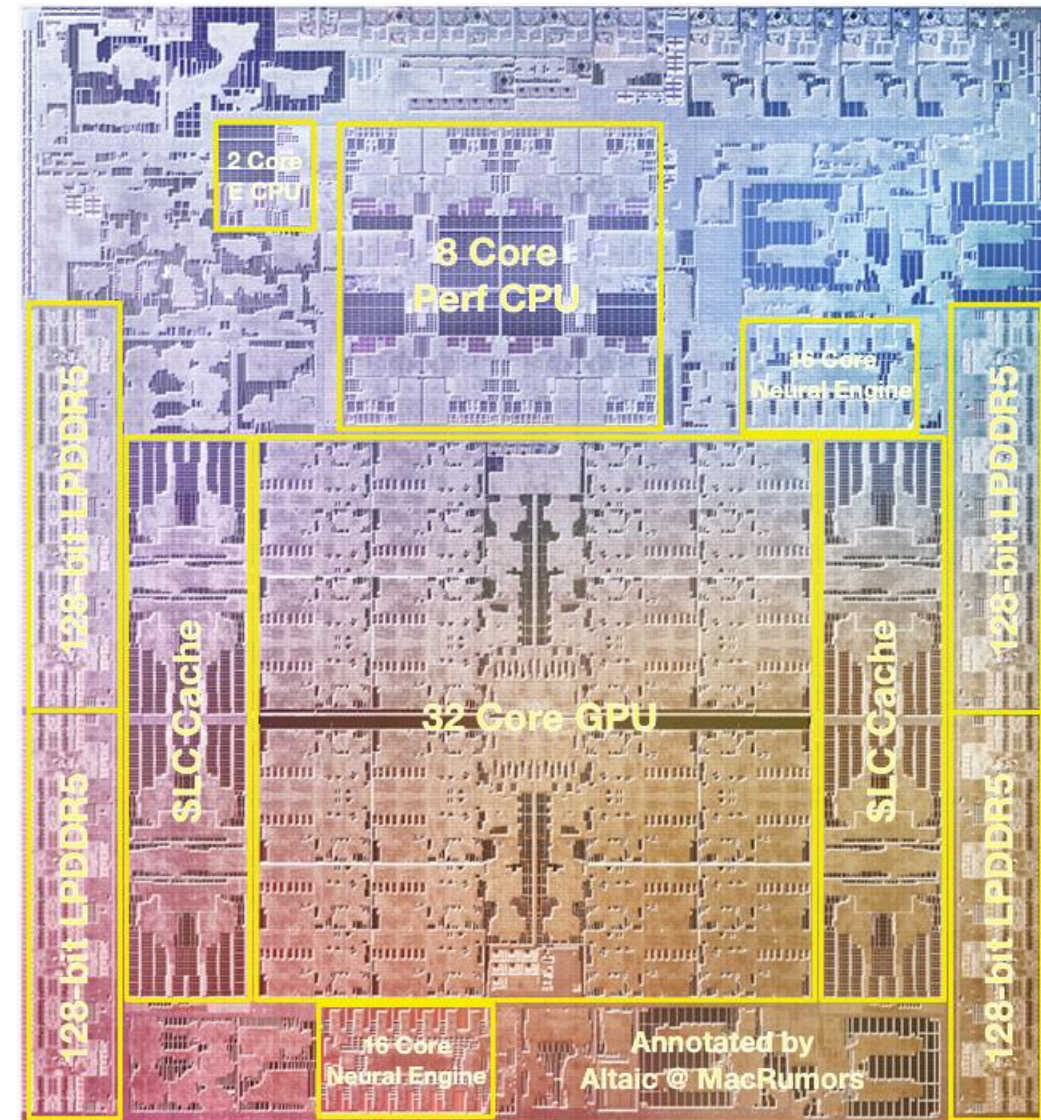 2 Core
E CPU
8 Core
Perf CPU
16 Core
Neural Engine
128-bit LPDDR5
128-bit LPDDR5
SLC Cache
32 Core GPU
SLC Cache
128-bit LPDDR5
128-bit LPDDR5
16 Core
Neural Engine
Annotated by
Altaic @ MacRumors